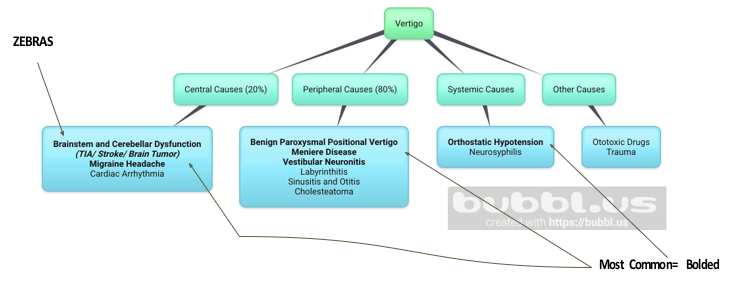 Vertigo
ZEBRAS
Central Causes (20%)
Peripheral Causes (80%)
Systemic Causes
Other Causes
Brainstem and Cerebellar Dysfunction
(TIA/ Stroke/ Brain Tumor)
Migraine Headache
Cardiac Arrhythmia
Benign Paroxysmal Positional Vertigo
Meniere Disease
Vestibular Neuronitis
Labyrinthitis
Sinusitis and Otitis
Cholesteatoma
Orthostatic Hypotension
Neurosyphilis
Ototoxic Drugs
Trauma
bubbl.us
created with https://bubbl.us
Most Common= Bolded